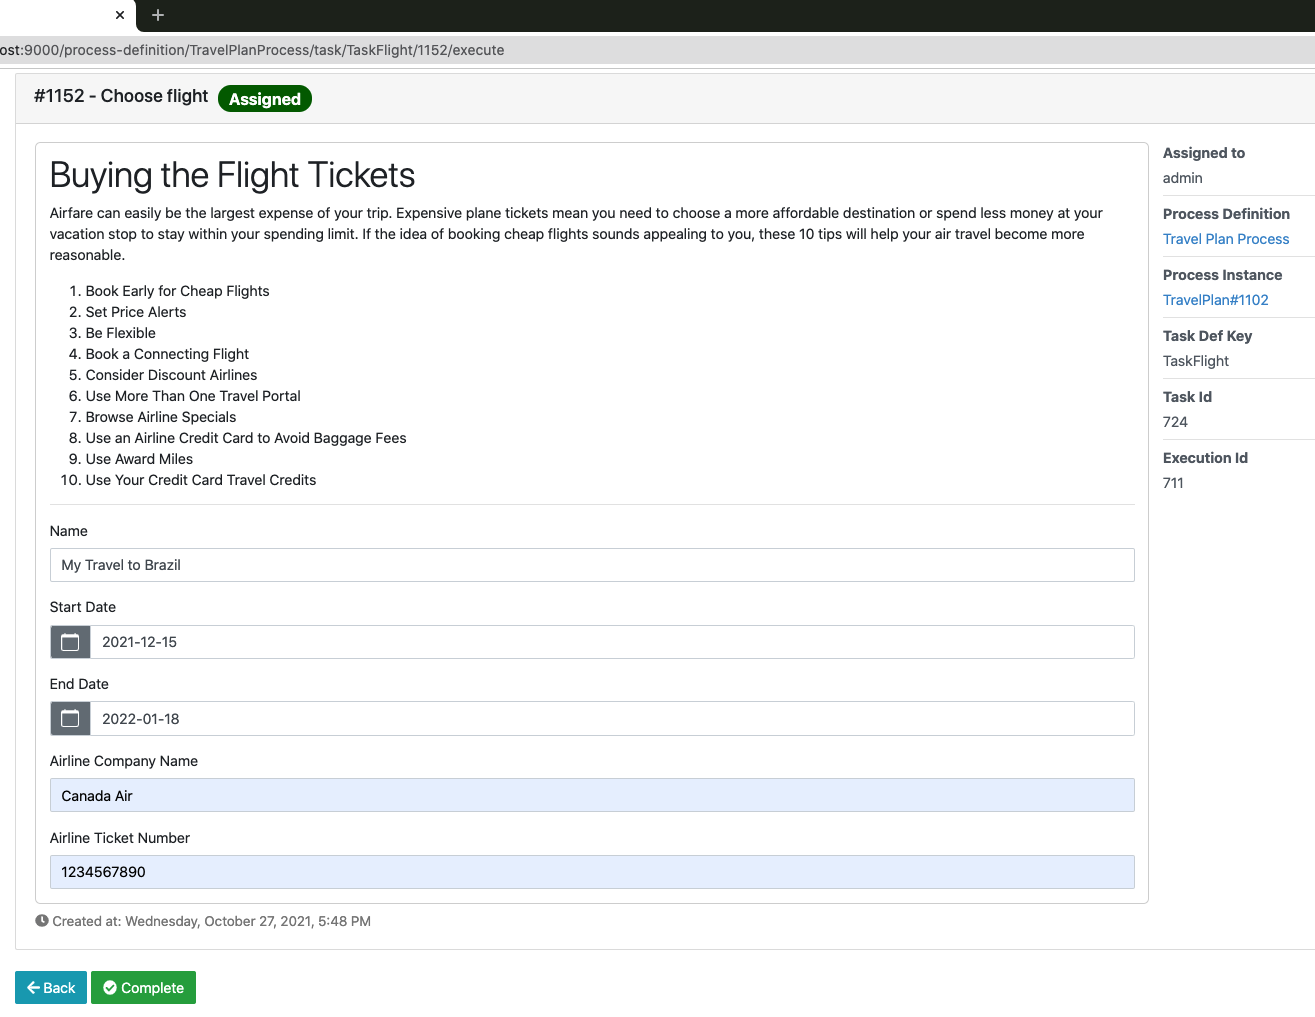 ost:9000/process-definition/TravelPlanProcess/task/TaskFlight/1152/execute
#1152 - Choose flight Assigned
Buying the Flight Tickets
Airfare can easily be the largest expense of your trip. Expensive plane tickets mean you need to choose a more affordable destination or spend less money at your
vacation stop to stay within your spending limit. If the idea of booking cheap flights sounds appealing to you, these 10 tips will help your air travel become more
reasonable.
1. Book Early for Cheap Flights
2. Set Price Alerts
3. Be Flexible
4. Book a Connecting Flight
5. Consider Discount Airlines
6. Use More Than One Travel Portal
7. Browse Airline Specials
8. Use an Airline Credit Card to Avoid Baggage Fees
9. Use Award Miles
10. Use Your Credit Card Travel Credits
Name
My Travel to Brazil
Start Date
2021-12-15
End Date
2022-01-18
Airline Company Name
Canada Air
Airline Ticket Number
1234567890
Created at: Wednesday, October 27, 2021, 5:48 PM
Back Complete
Assigned to
admin
Process Definition
Travel Plan Process
Process Instance
TravelPlan#1102
Task Def Key
TaskFlight
Task Id
724
Execution Id
711